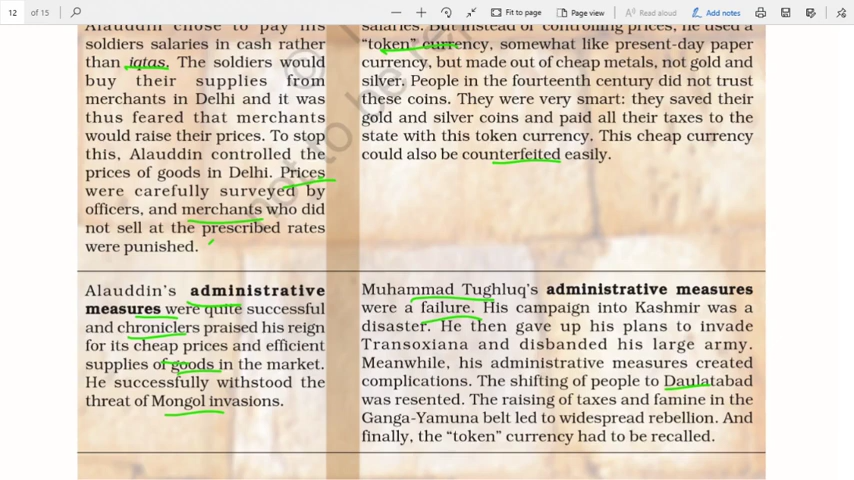 12 of 15
Fit to page
Page view
Read aloud
Add notes
Alauddin chose to pay his
soldiers salaries in cash rather
than iqtas. The soldiers would
buy their supplies from
merchants in Delhi and it was
thus feared that merchants
would raise their prices. To stop
this, Alauddin controlled the
prices of goods in Delhi. Prices
were carefully surveyed by
officers, and merchants who did
not sell at the prescribed rates
were punished.
salaries. But instead of controlling prices, he used a
“token” currency, somewhat like present-day paper
currency, but made out of cheap metals, not gold and
silver. People in the fourteenth century did not trust
these coins. They were very smart: they saved their
gold and silver coins and paid all their taxes to the
state with this token currency. This cheap currency
could also be counterfeited easily.
Alauddin’s administrative
measures were quite successful
and chroniclers praised his reign
for its cheap prices and efficient
supplies of goods in the market.
He successfully withstood the
threat of Mongol invasions.
Muhammad Tughluq’s administrative measures
were a failure. His campaign into Kashmir was a
disaster. He then gave up his plans to invade
Transoxiana and disbanded his large army.
Meanwhile, his administrative measures created
complications. The shifting of people to Daulatabad
was resented. The raising of taxes and famine in the
Ganga-Yamuna belt led to widespread rebellion. And
finally, the “token” currency had to be recalled.
not to be